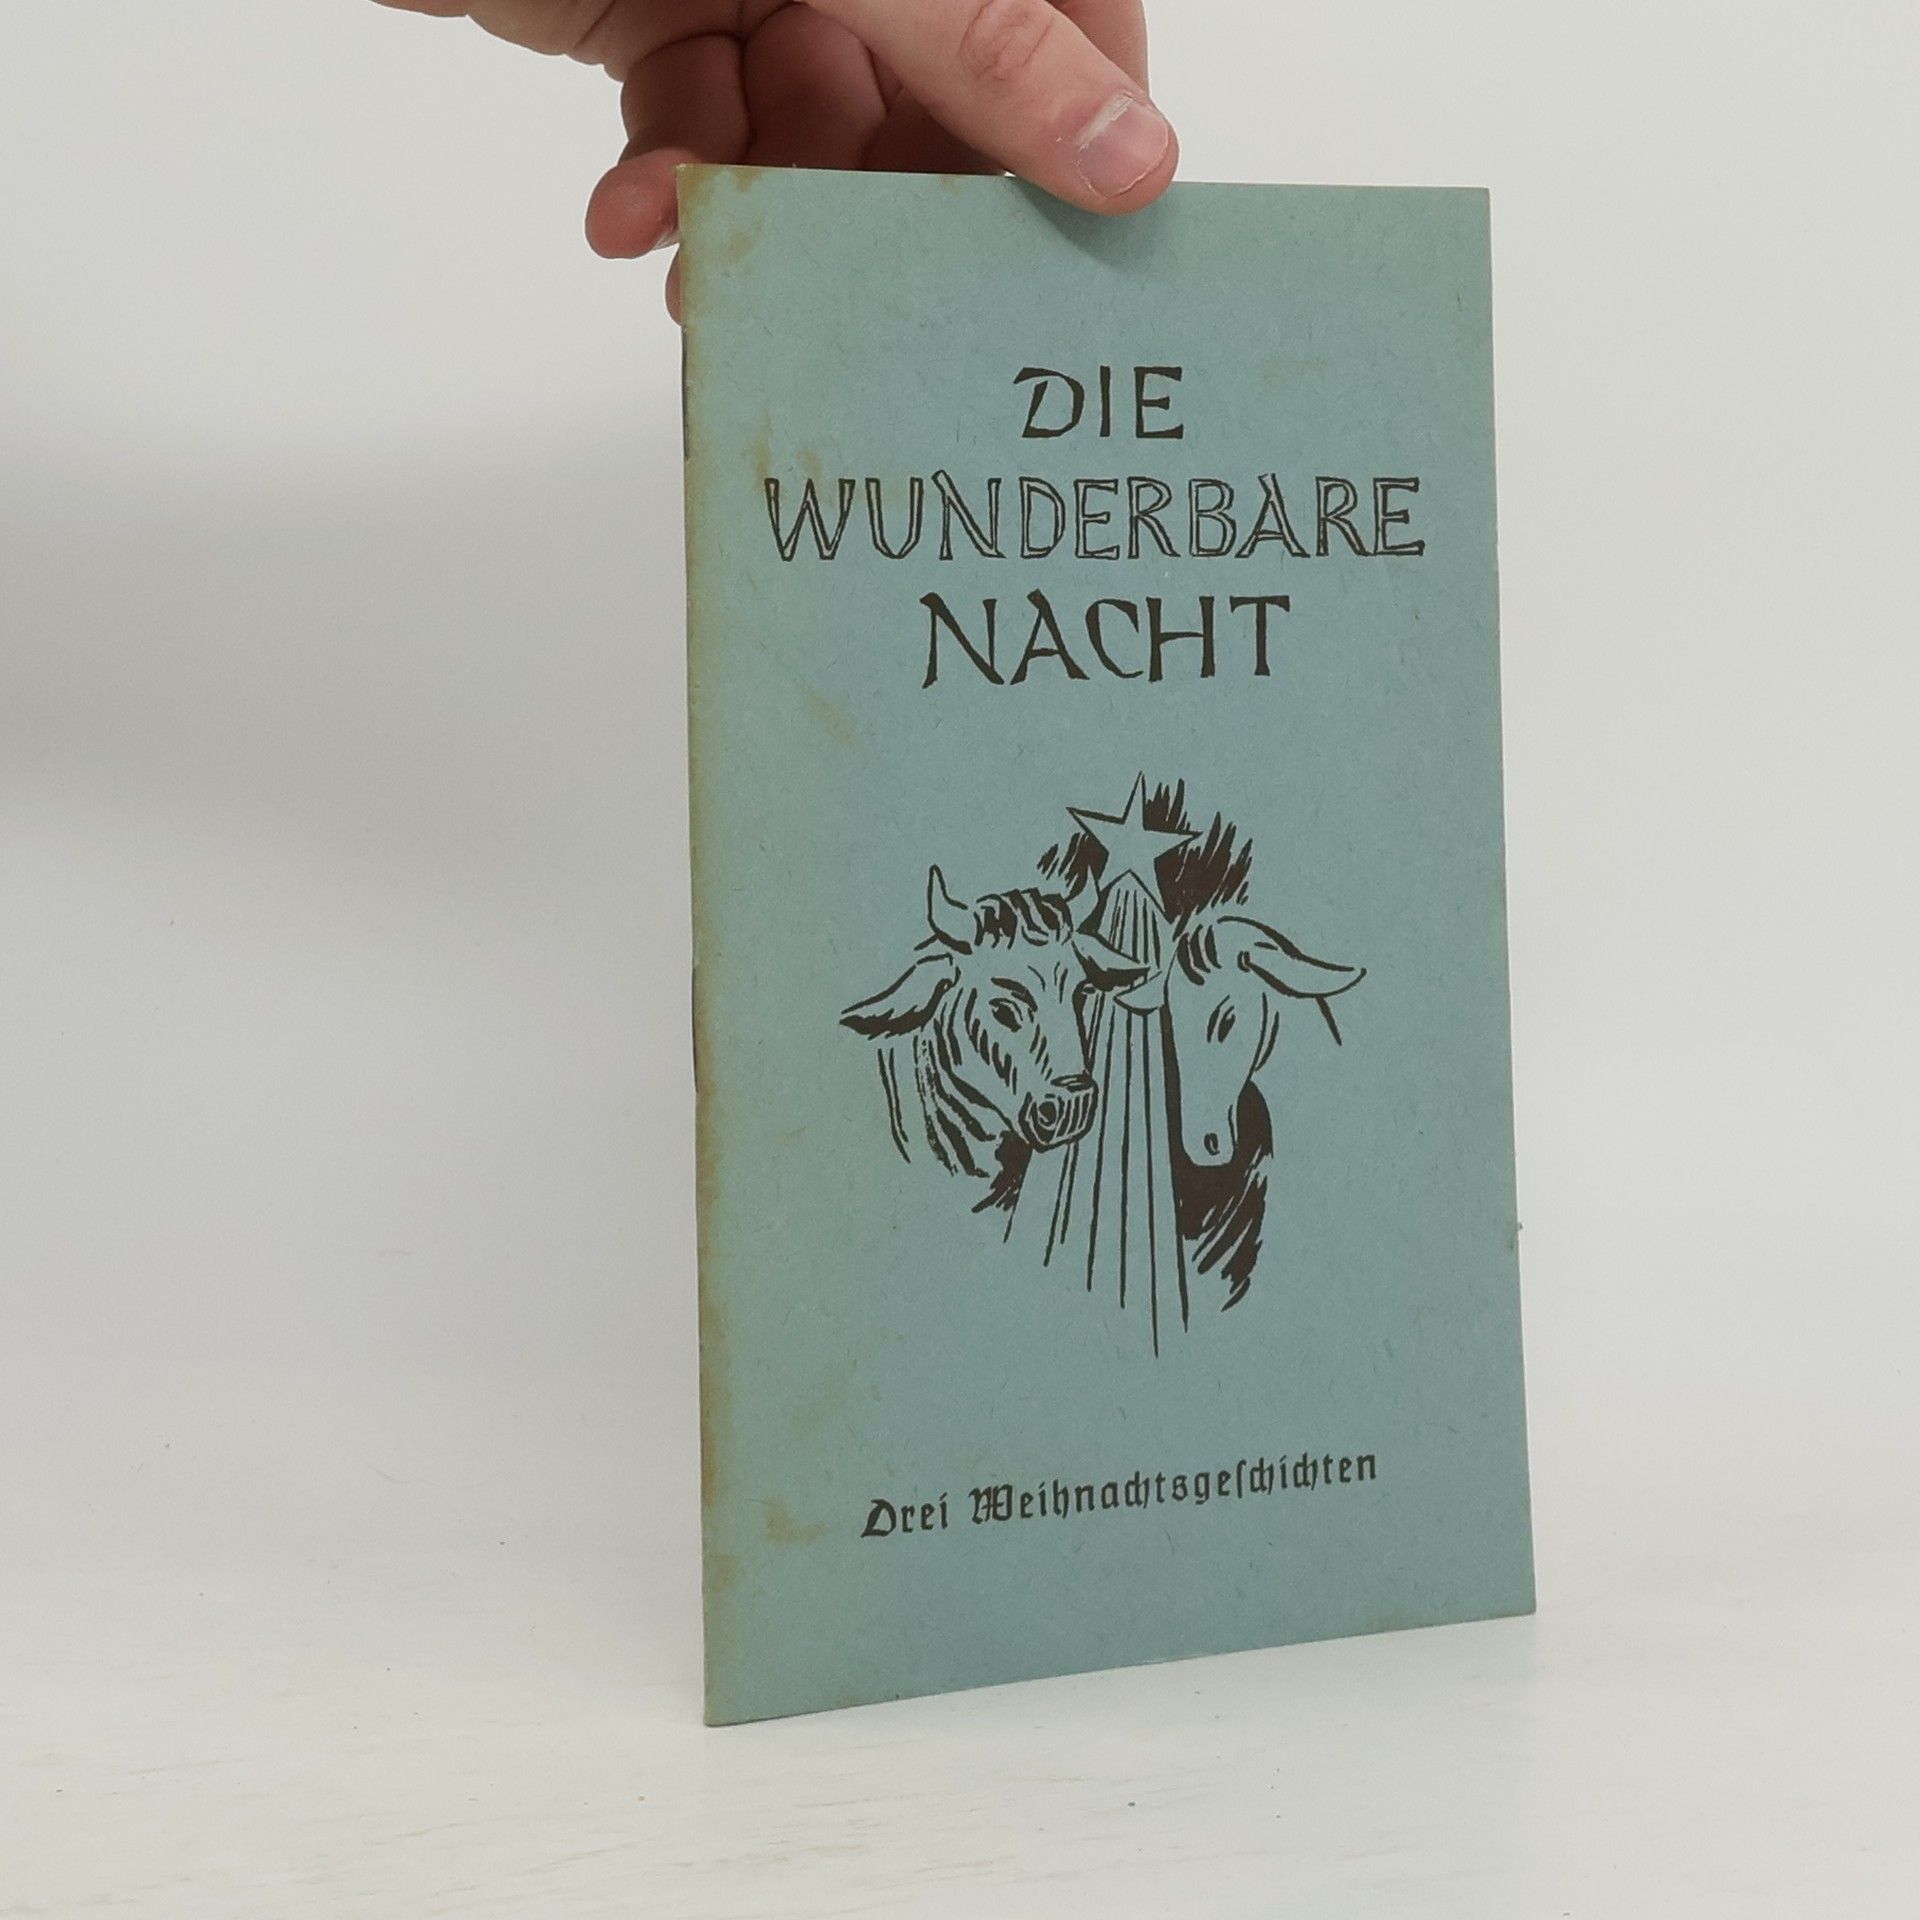 DIE
WUNDERBARE
NACHT
Drei Weihnachtsgeſchichten